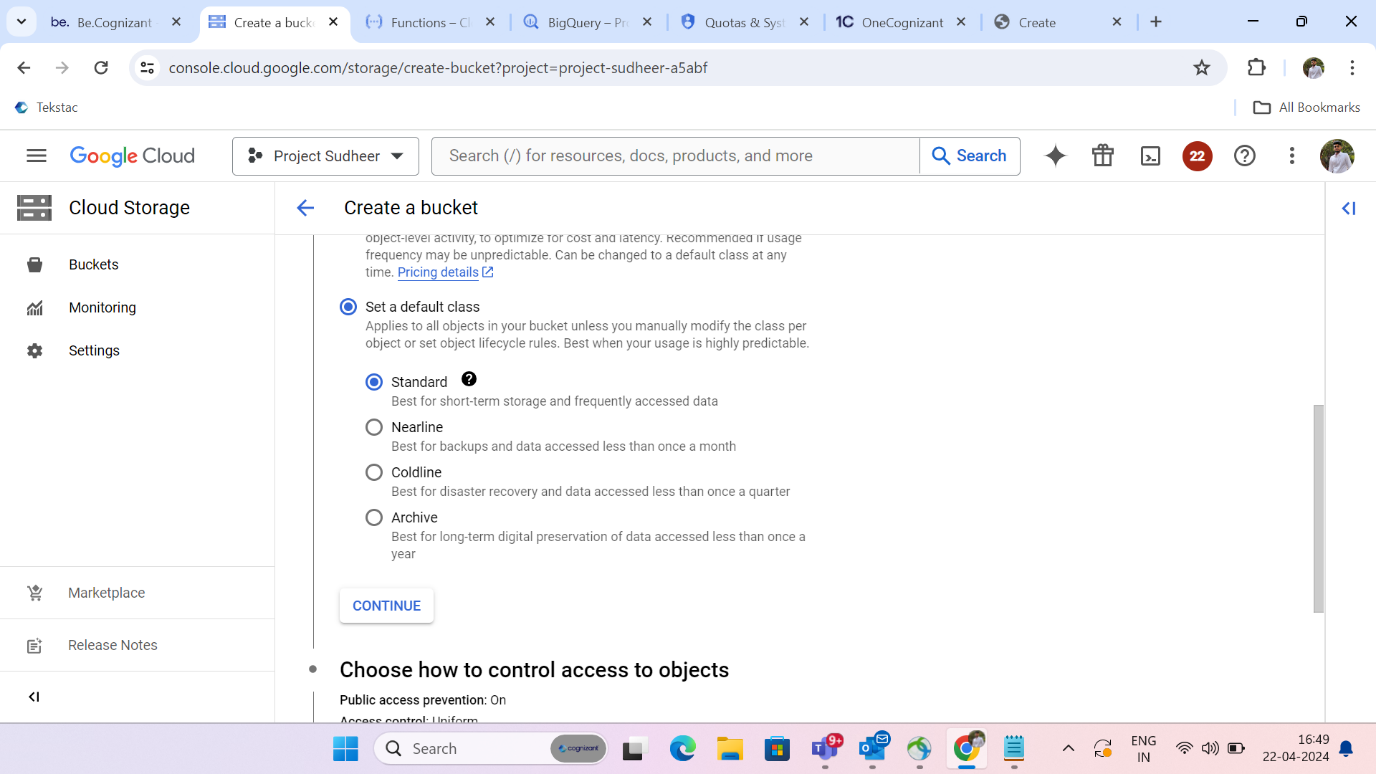 be. Be.Cognizant
Create a bucke
Functions – Cl
BigQuery – Pro
Quotas & Syst
1C OneCognizant
Create
console.cloud.google.com/storage/create-bucket?project=project-sudheer-a5abf
Tekstac
All Bookmarks
Google Cloud
Project Sudheer
Search (/) for resources, docs, products, and more
Search
22
Cloud Storage
Create a bucket
Buckets
Monitoring
Settings
Marketplace
Release Notes
object-level activity, to optimize for cost and latency. Recommended if usage
frequency may be unpredictable. Can be changed to a default class at any
time. Pricing details
Set a default class
Applies to all objects in your bucket unless you manually modify the class per
object or set object lifecycle rules. Best when your usage is highly predictable.
Standard
Best for short-term storage and frequently accessed data
Nearline
Best for backups and data accessed less than once a month
Coldline
Best for disaster recovery and data accessed less than once a quarter
Archive
Best for long-term digital preservation of data accessed less than once a
year
CONTINUE
Choose how to control access to objects
Public access prevention: On
Access control: Uniform
Search
cognizant
9+
ENG
IN
16:49
22-04-2024